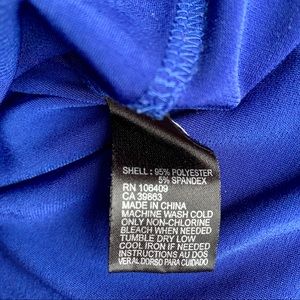 SHELL : 95% POLYESTER
5% SPANDEX
RN 106409
CA 39663
MADE IN CHINA
MACHINE WASH COLD
ONLY NON-CHLORINE
BLEACH WHEN NEEDED
TUMBLE DRY LOW
COOL IRON IF NEEDED
INSTRUCTIONS AU DOS
VER AL DORSO PARA CUIDADO